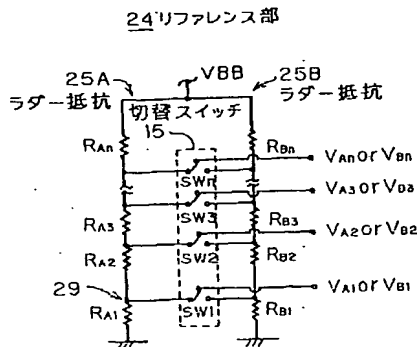 24リファレンス部
25A
ラダー抵抗
VBB
25B
ラダー抵抗
切替スイッチ
15
RAn
RBn
SWn
VAn or VBn
SW3
VA3 or VB3
RA3
RB3
SW2
VA2 or VB2
RA2
RB2
29
SW1
VA1 or VB1
RA1
RB1